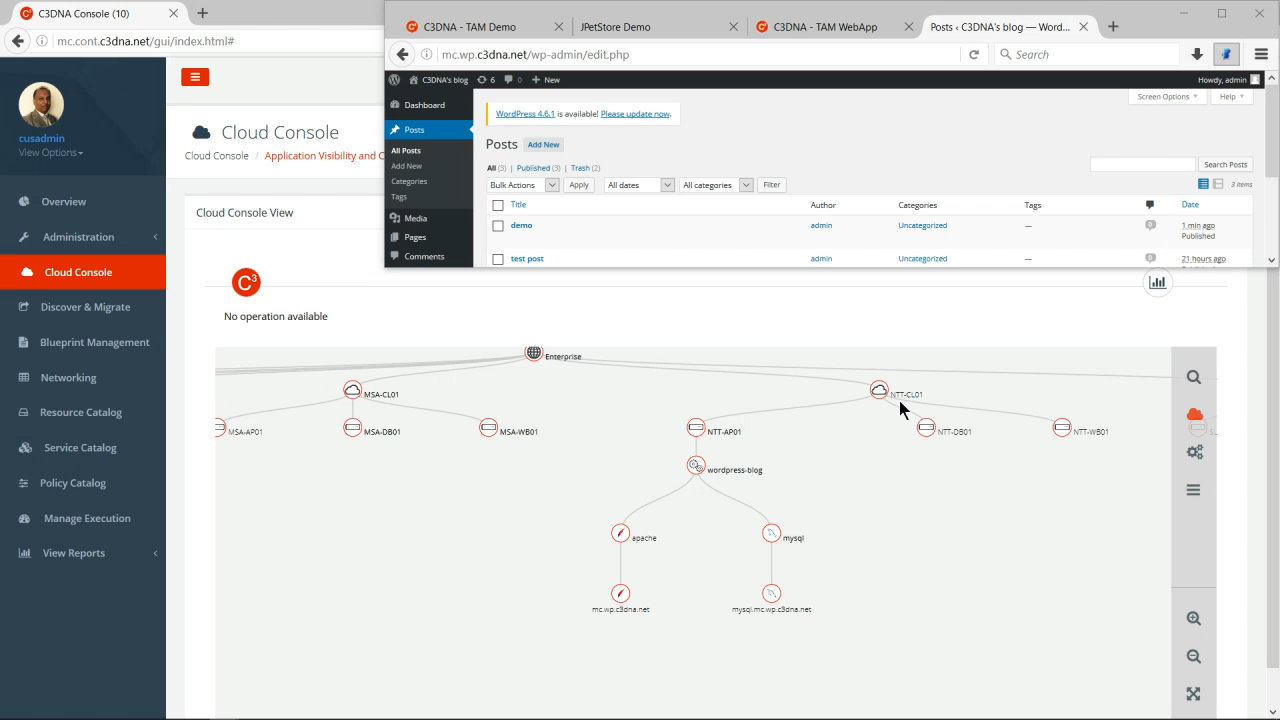 C3DNA Console (10)
mc.cont.c3dna.net/gui/index.html#
C3DNA - TAM Demo
JPetStore Demo
C3DNA - TAM WebApp
Posts ‹ C3DNA's blog — Word...
mc.wp.c3dna.net/wp-admin/edit.php
Search
C3DNA's blog
6
0
New
Howdy, admin
cusadmin
View Options
Overview
Administration
Cloud Console
Discover & Migrate
Blueprint Management
Networking
Resource Catalog
Service Catalog
Policy Catalog
Manage Execution
View Reports
Cloud Console
Cloud Console / Application Visibility and C
Cloud Console View
Dashboard
Posts
All Posts
Add New
Categories
Tags
Media
Pages
Comments
Screen Options
Help
WordPress 4.6.1 is available! Please update now.
Posts Add New
All (3) | Published (3) | Trash (2)
Search Posts
Bulk Actions Apply All dates All categories Filter
3 items
Title Author Categories Tags Date
demo admin Uncategorized — 0 1 min ago
Published
test post admin Uncategorized — 0 21 hours ago
C3
No operation available
Enterprise
MSA-CL01
NTT-CL01
MSA-AP01
MSA-DB01
MSA-WB01
NTT-AP01
NTT-DB01
NTT-WB01
wordpress-blog
apache
mysql
mc.wp.c3dna.net
mysql.mc.wp.c3dna.net